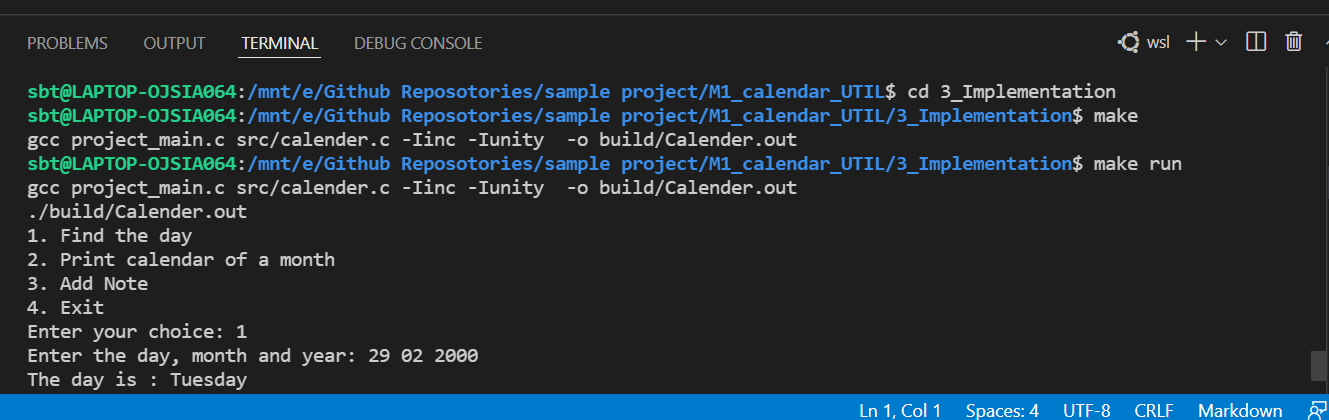 PROBLEMS OUTPUT TERMINAL DEBUG CONSOLE wsl
sbt@LAPTOP-OJSIA064:/mnt/e/Github Reposotories/sample project/M1_calendar_UTIL$ cd 3_Implementation
sbt@LAPTOP-OJSIA064:/mnt/e/Github Reposotories/sample project/M1_calendar_UTIL/3_Implementation$ make
gcc project_main.c src/calender.c -Iinc -Iunity  -o build/Calender.out
sbt@LAPTOP-OJSIA064:/mnt/e/Github Reposotories/sample project/M1_calendar_UTIL/3_Implementation$ make run
gcc project_main.c src/calender.c -Iinc -Iunity  -o build/Calender.out
./build/Calender.out
1. Find the day
2. Print calendar of a month
3. Add Note
4. Exit
Enter your choice: 1
Enter the day, month and year: 29 02 2000
The day is : Tuesday
Ln 1, Col 1 Spaces: 4 UTF-8 CRLF Markdown